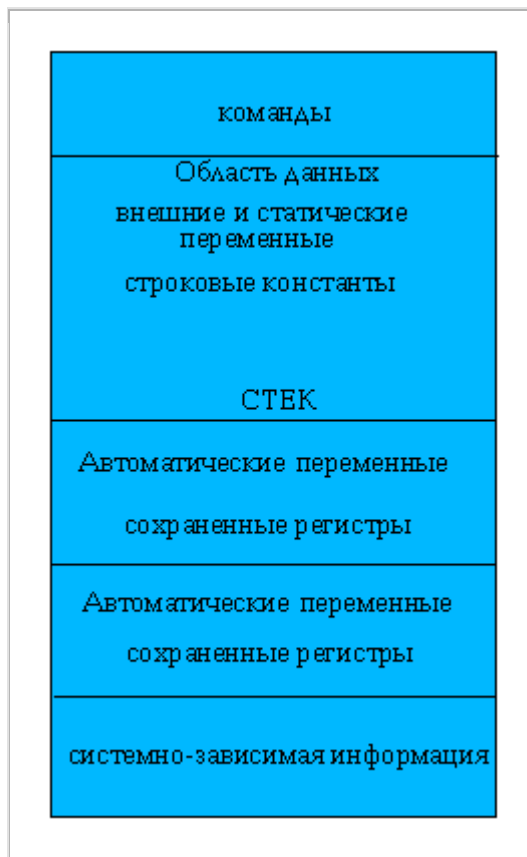 команды
Область данных
внешние и статические
переменные
строковые константы
СТЕК
Автоматические переменные
сохраненные регистры
Автоматические переменные
сохраненные регистры
системно-зависимая информация